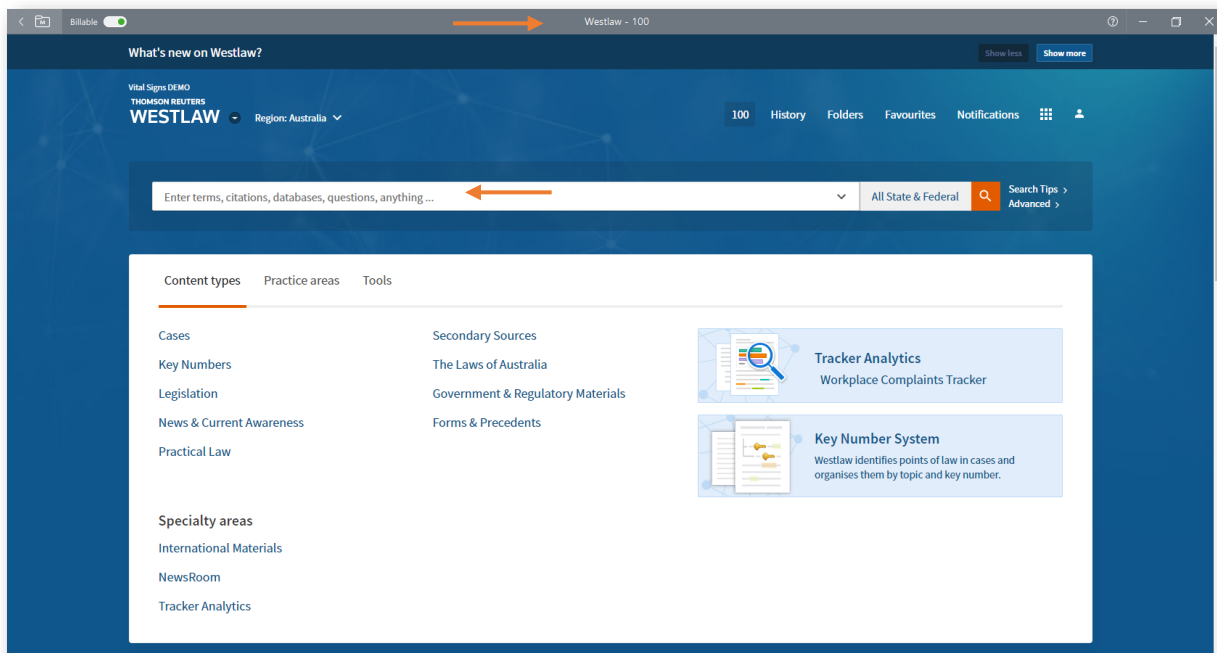 Billable
Westlaw - 100
What's new on Westlaw?
Show less
Show more
Vital Signs DEMO
THOMSON REUTERS
WESTLAW
Region: Australia
100
History
Folders
Favourites
Notifications
Enter terms, citations, databases, questions, anything ...
All State & Federal
Search Tips >
Advanced >
Content types
Practice areas
Tools
Cases
Key Numbers
Legislation
News & Current Awareness
Practical Law
Secondary Sources
The Laws of Australia
Government & Regulatory Materials
Forms & Precedents
Tracker Analytics
Workplace Complaints Tracker
Key Number System
Westlaw identifies points of law in cases and
organises them by topic and key number.
Specialty areas
International Materials
NewsRoom
Tracker Analytics